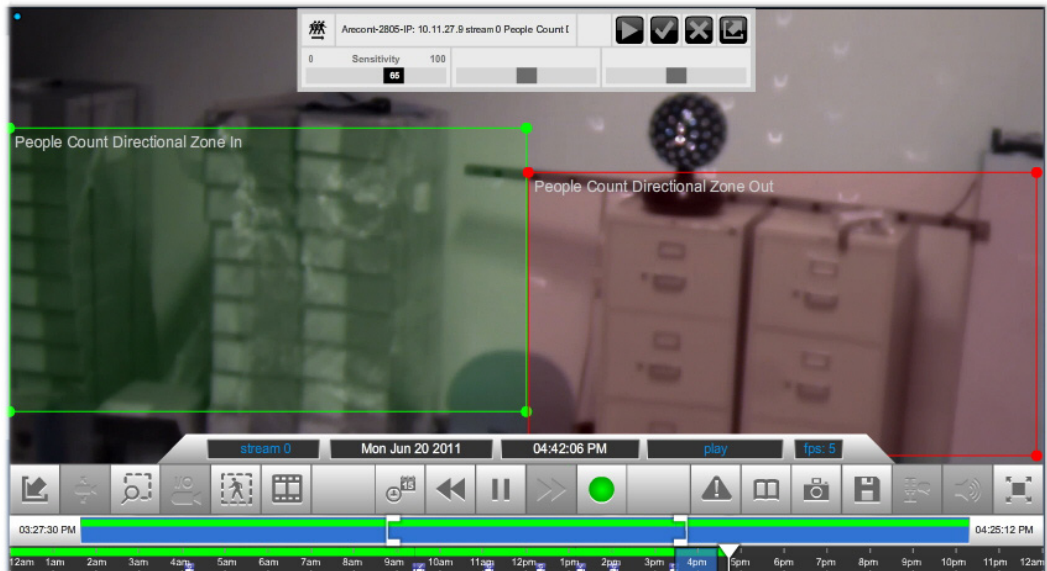 Arecont-2805-IP: 10.11.27.9 stream 0 People Count D
0 Sensitivity 100
65
People Count Directional Zone In
People Count Directional Zone Out
stream 0 Mon Jun 20 2011 04:42:06 PM play fps: 5
I/O
03:27:30 PM 04:25:12 PM
12am 1am 2am 3am 4am 5am 6am 7am 8am 9am 10am 11am 12pm 1pm 2pm 3pm 4pm 5pm 6pm 7pm 8pm 9pm 10pm 11pm 12am